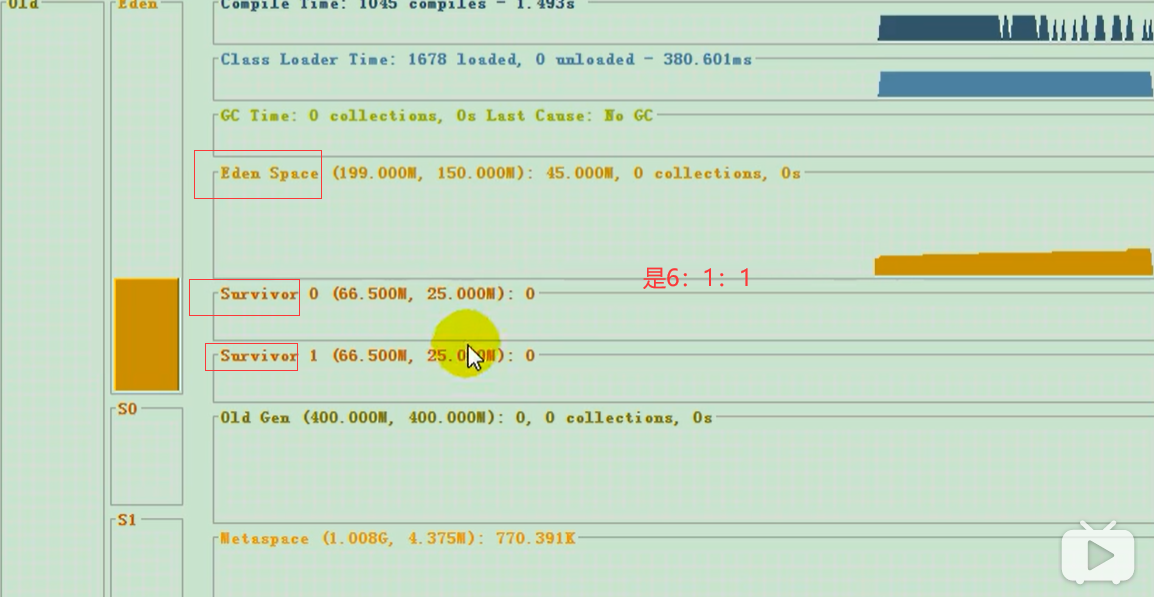 Old
Eden
Compile Time: 1045 compiles - 1.493s
Class Loader Time: 1678 loaded, 0 unloaded - 380.601ms
GC Time: 0 collections, 0s Last Cause: No GC
Eden Space (199.000M, 150.000M): 45.000M, 0 collections, 0s
是6：1：1
Survivor 0 (66.500M, 25.000M): 0
Survivor 1 (66.500M, 25.0 0M): 0
S0
Old Gen (400.000M, 400.000M): 0, 0 collections, 0s
S1
Metaspace (1.008G, 4.375M): 770.391K